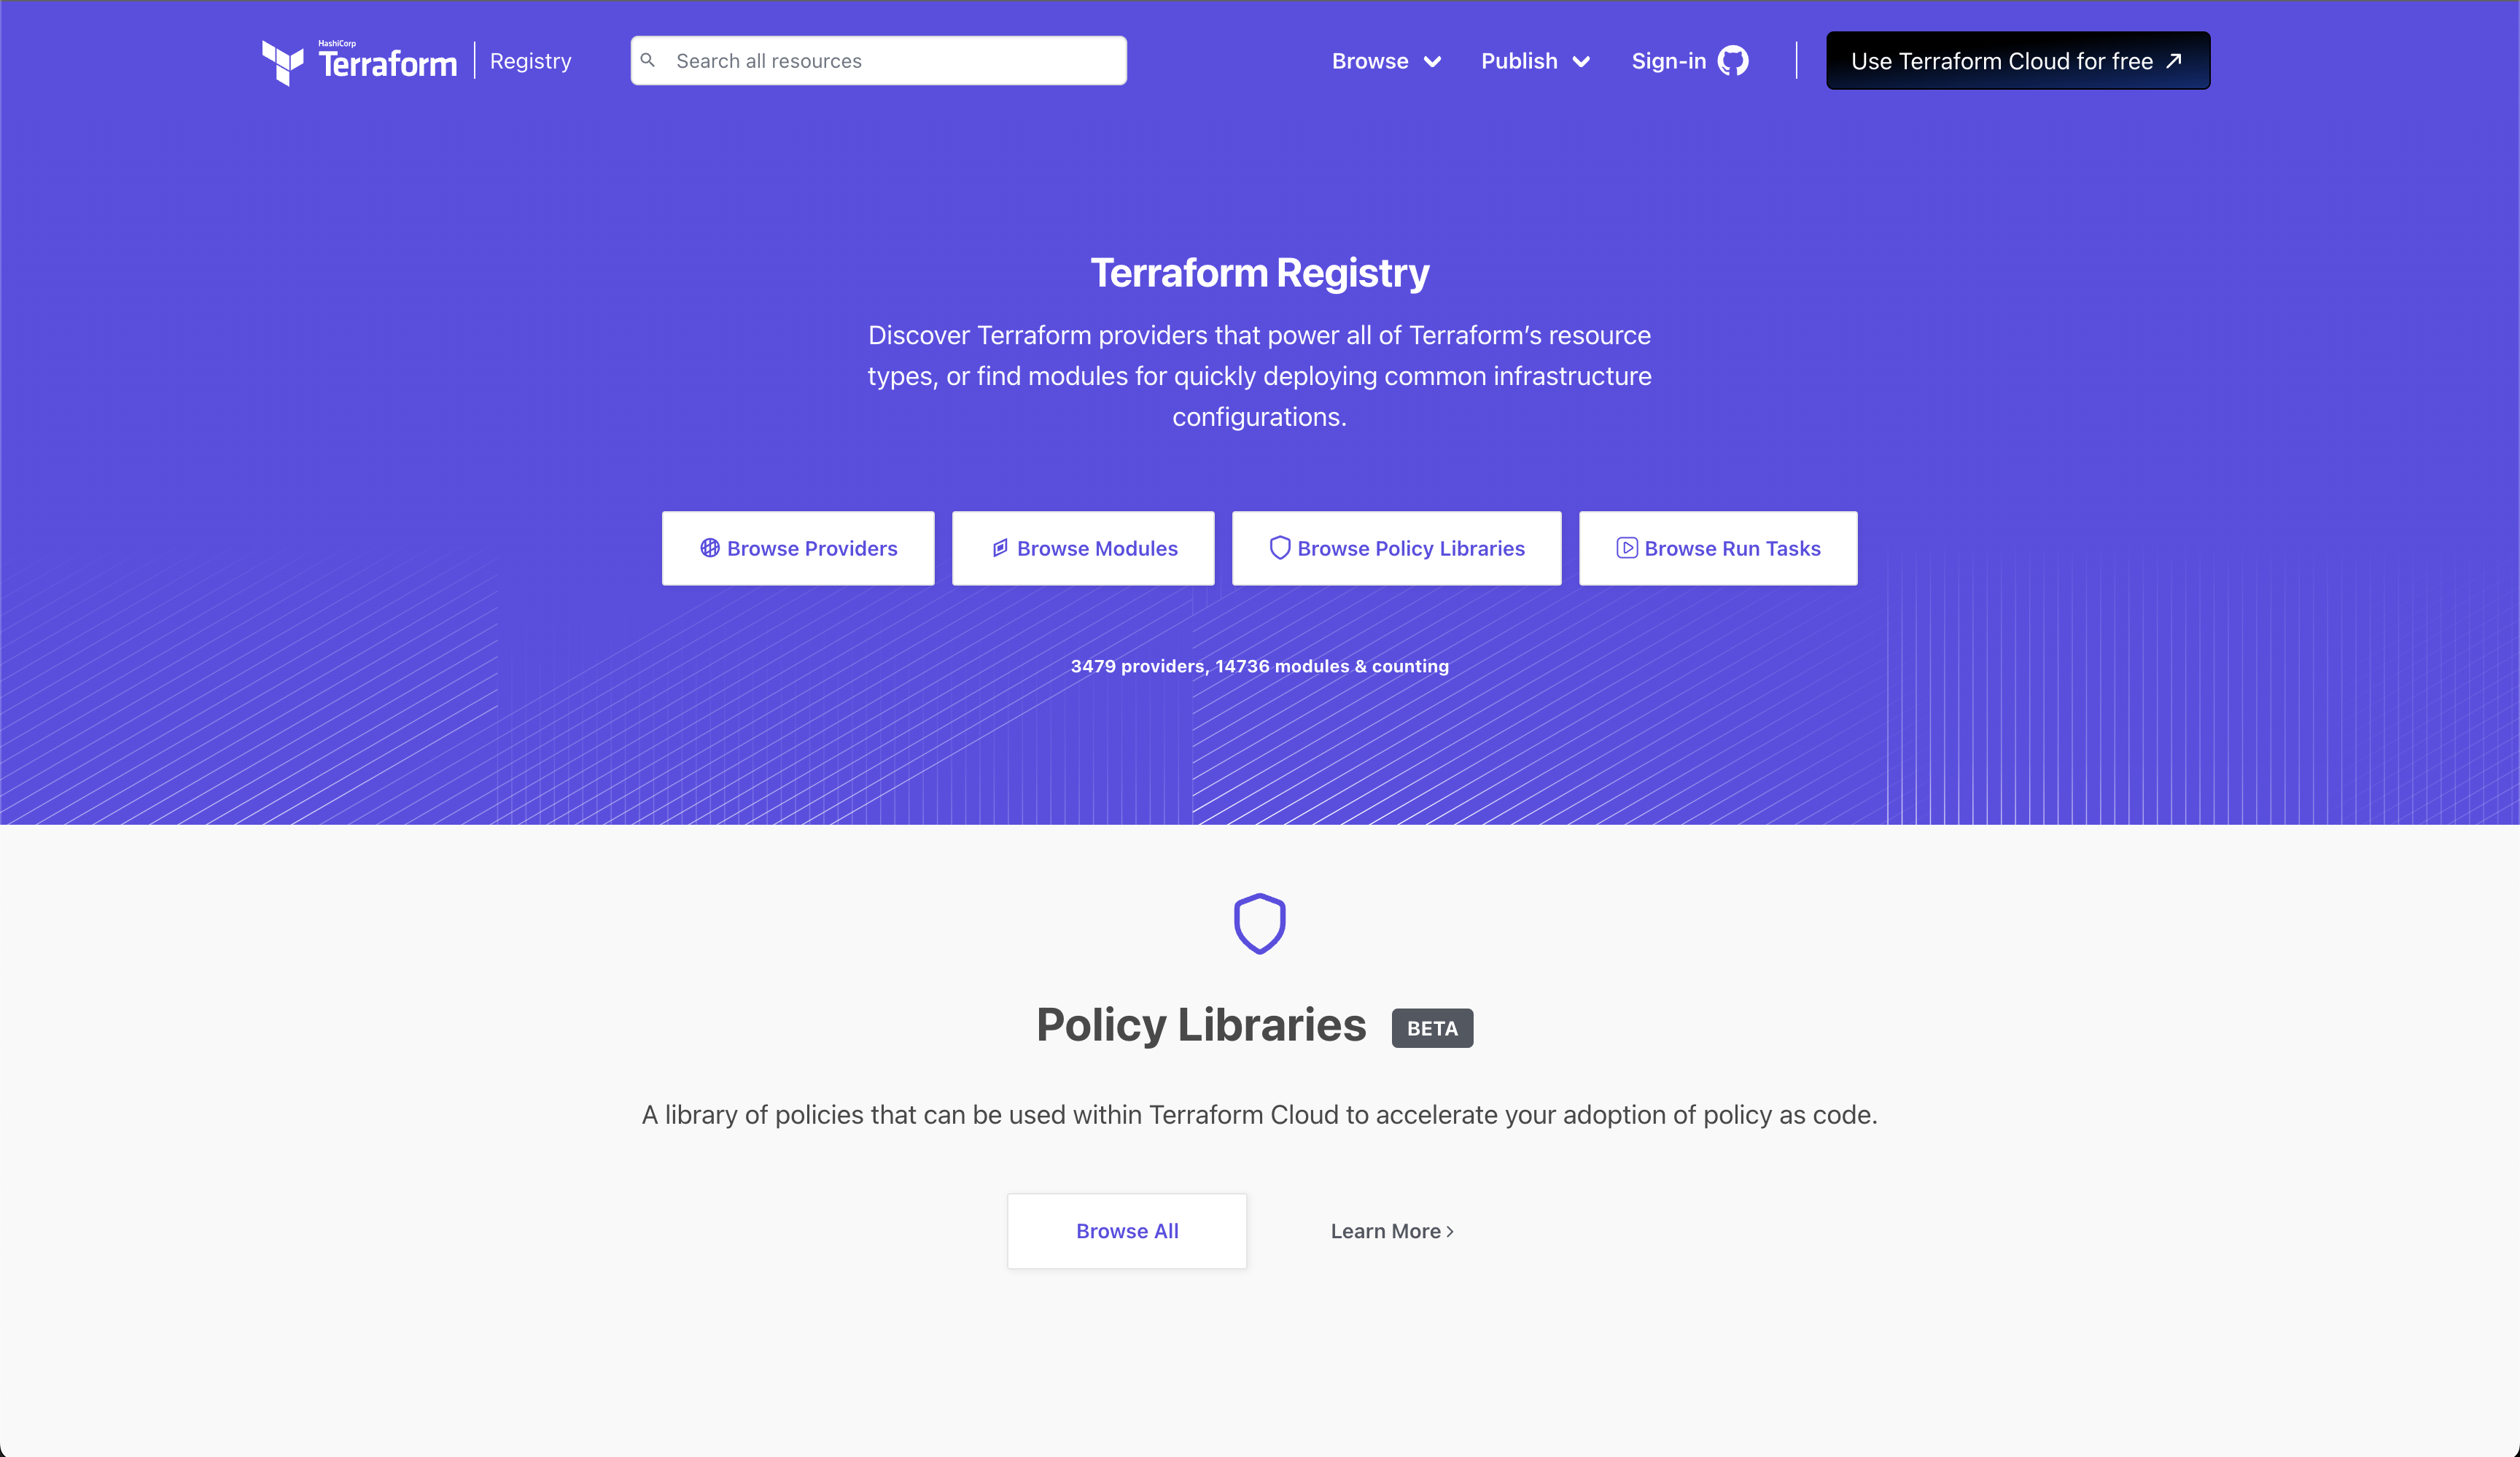 HashiCorp
Terraform
Registry
Search all resources
Browse
Publish
Sign-in
Use Terraform Cloud for free
Terraform Registry
Discover Terraform providers that power all of Terraform’s resource
types, or find modules for quickly deploying common infrastructure
configurations.
Browse Providers
Browse Modules
Browse Policy Libraries
Browse Run Tasks
3479 providers, 14736 modules & counting
Policy Libraries
BETA
A library of policies that can be used within Terraform Cloud to accelerate your adoption of policy as code.
Browse All
Learn More